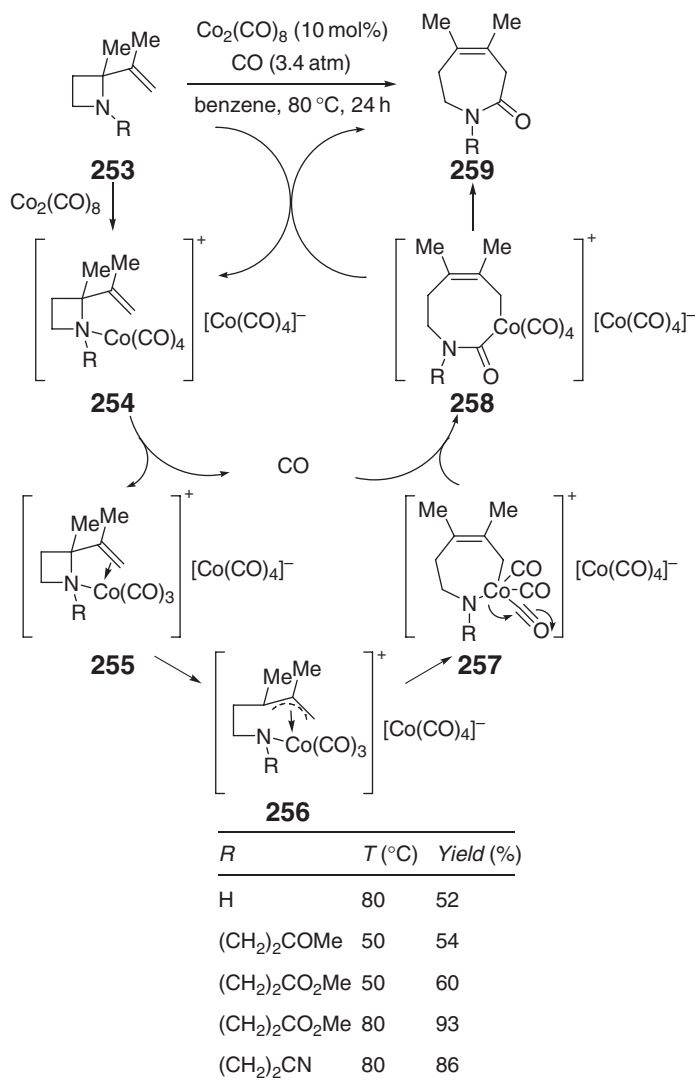 Co₂(CO)₈ (10 mol%)
CO (3.4 atm)
benzene, 80 °C, 24 h
Me Me
N
R
253
Me Me
N O
R
259
Co₂(CO)₈
Me Me
N Co(CO)₄
R
+
[Co(CO)₄]⁻
254
Me Me
Co(CO)₄
N
R O
+
[Co(CO)₄]⁻
258
CO
Me Me
N Co(CO)₃
R
+
[Co(CO)₄]⁻
255
Me Me
CO
N Co CO
R O
+
[Co(CO)₄]⁻
257
Me Me
N Co(CO)₃
R
+
[Co(CO)₄]⁻
256
R T (°C) Yield (%)
H 80 52
(CH₂)₂COMe 50 54
(CH₂)₂CO₂Me 50 60
(CH₂)₂CO₂Me 80 93
(CH₂)₂CN 80 86